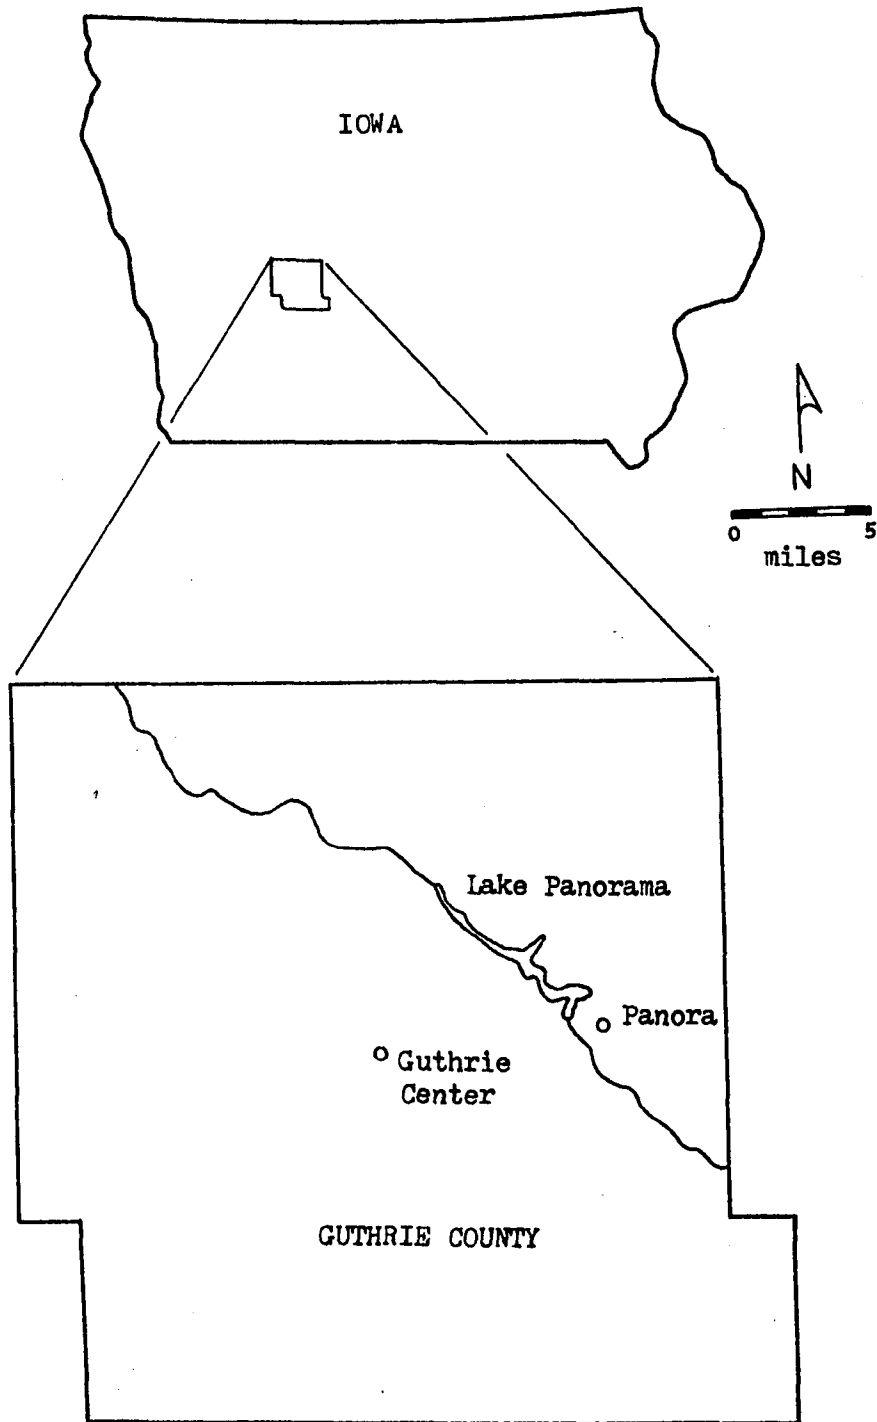 IOWA
N
0 5
miles
Lake Panorama
Panora
Guthrie
Center
GUTHRIE COUNTY